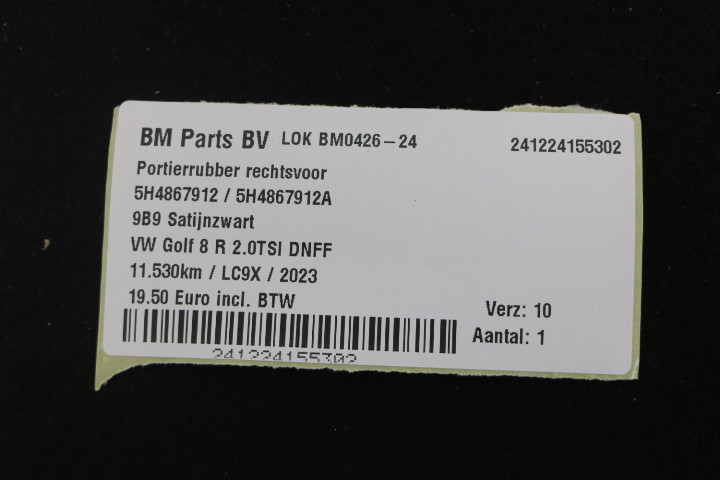 BM Parts BV LOK BM0426-24 241224155302
Portierrubber rechtsvoor
5H4867912 / 5H4867912A
9B9 Satijnzwart
VW Golf 8 R 2.0TSI DNFF
11.530km / LC9X / 2023
19.50 Euro incl. BTW
Verz: 10
Aantal: 1
241224155302